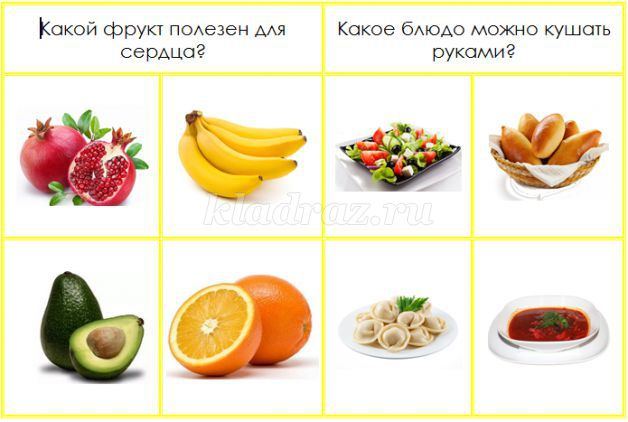 Какой фрукт полезен для
сердца?
Какое блюдо можно кушать
руками?
kladraz.ru